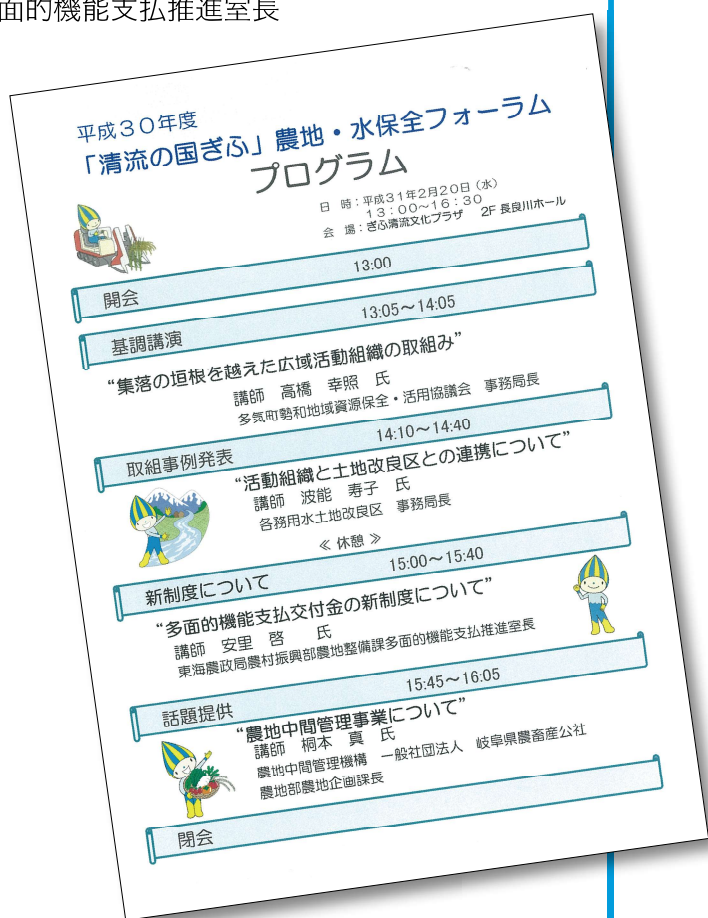 面的機能支払推進室長
平成30年度
「清流の国ぎふ」農地・水保全フォーラム
プログラム
日 時：平成31年2月20日（水）
13：00～16：30
会 場：ぎふ清流文化プラザ 2F 長良川ホール
開会 13:00
基調講演 13:05～14:05
“集落の垣根を越えた広域活動組織の取組み”
講師 高橋 幸照 氏
多気町勢和地域資源保全・活用協議会 事務局長
取組事例発表 14:10～14:40
“活動組織と土地改良区との連携について”
講師 波能 寿子 氏
各務用水土地改良区 事務局長
≪ 休憩 ≫
新制度について 15:00～15:40
“多面的機能支払交付金の新制度について”
講師 安里 啓 氏
東海農政局農村振興部農地整備課多面的機能支払推進室長
話題提供 15:45～16:05
“農地中間管理事業について”
講師 桐本 真 氏
農地中間管理機構 一般社団法人 岐阜県農畜産公社
農地部農地企画課長
閉会